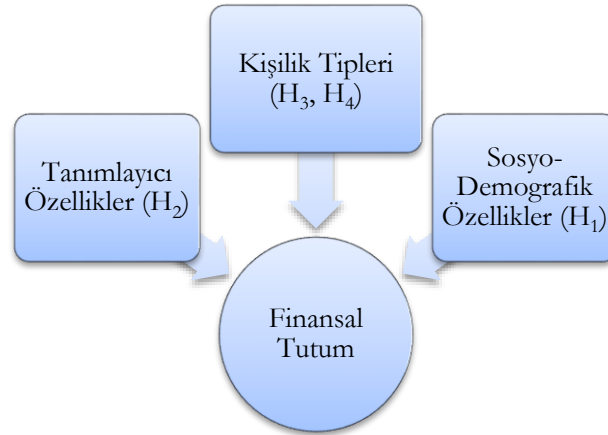 Kişilik Tipleri
(H₃, H₄)
Tanımlayıcı
Özellikler (H₂)
Sosyo-
Demografik
Özellikler (H₁)
Finansal
Tutum